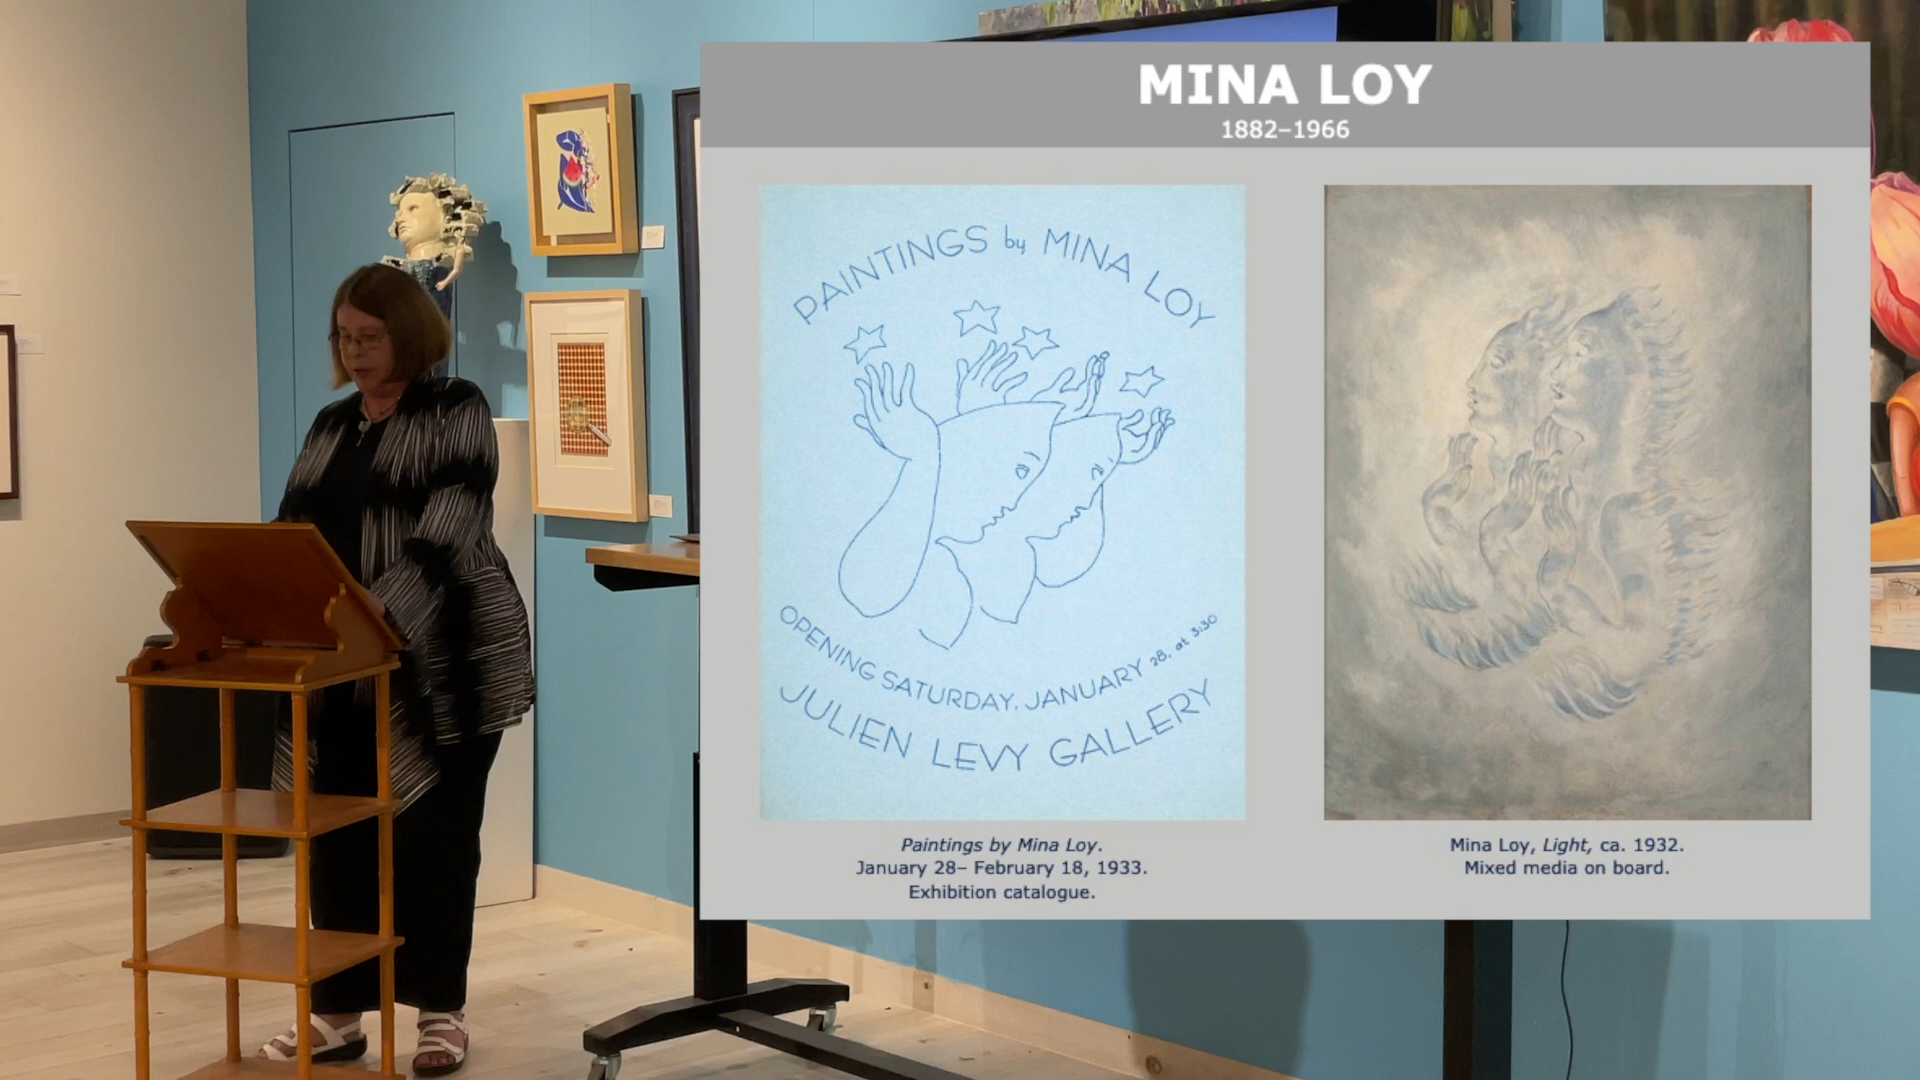 MINA LOY
1882–1966
PAINTINGS by MINA LOY
OPENING SATURDAY. JANUARY 28. at 3:30
JULIEN LEVY GALLERY
Paintings by Mina Loy.
January 28– February 18, 1933.
Exhibition catalogue.
Mina Loy, Light, ca. 1932.
Mixed media on board.